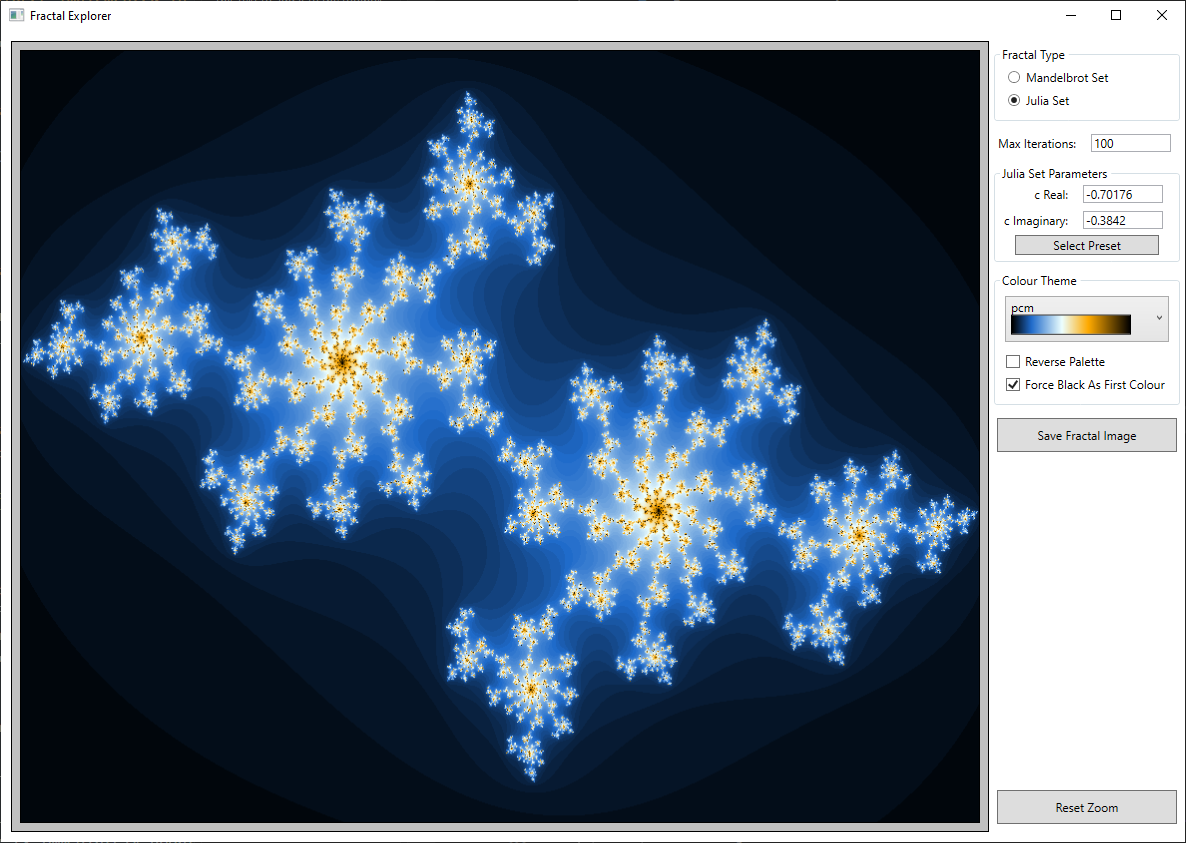 Fractal Explorer
Fractal Type
Mandelbrot Set
Julia Set
Max Iterations: 100
Julia Set Parameters
c Real: -0.70176
c Imaginary: -0.3842
Select Preset
Colour Theme
pcm
Reverse Palette
Force Black As First Colour
Save Fractal Image
Reset Zoom